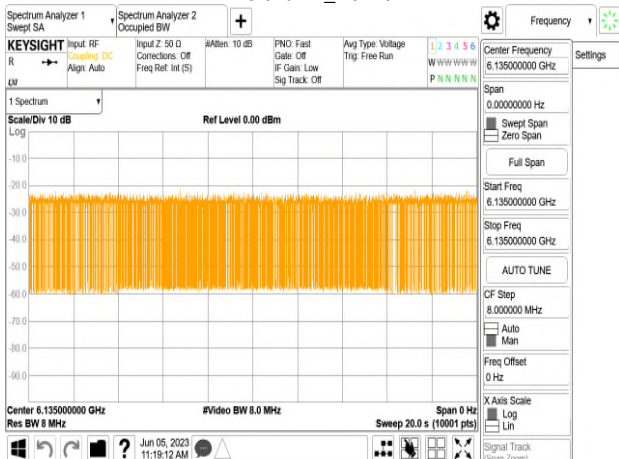 Spectrum Analyzer 1
Swept SA
Spectrum Analyzer 2
Occupied BW
+
Frequency
KEYSIGHT
R
Input: RF
Coupling: DC
Align: Auto
Input Z: 50 Ω
Corrections: Off
Freq Ref: Int (S)
#Atten: 10 dB
PNO: Fast
Gate: Off
IF Gain: Low
Sig Track: Off
Avg Type: Voltage
Trig: Free Run
1 2 3 4 5 6
W W W W W W
P N N N N N
Center Frequency
6.135000000 GHz
Settings
Span
0.00000000 Hz
Swept Span
Zero Span
Full Span
Start Freq
6.135000000 GHz
Stop Freq
6.135000000 GHz
AUTO TUNE
CF Step
8.000000 MHz
Auto
Man
Freq Offset
0 Hz
X Axis Scale
Log
Lin
Signal Track
(Span Zoom)
1 Spectrum
Scale/Div 10 dB
Ref Level 0.00 dBm
Log
-10.0
-20.0
-30.0
-40.0
-50.0
-60.0
-70.0
-80.0
-90.0
Center 6.135000000 GHz
#Video BW 8.0 MHz
Span 0 Hz
Res BW 8 MHz
Sweep 20.0 s (10001 pts)
?
Jun 05, 2023
11:19:12 AM